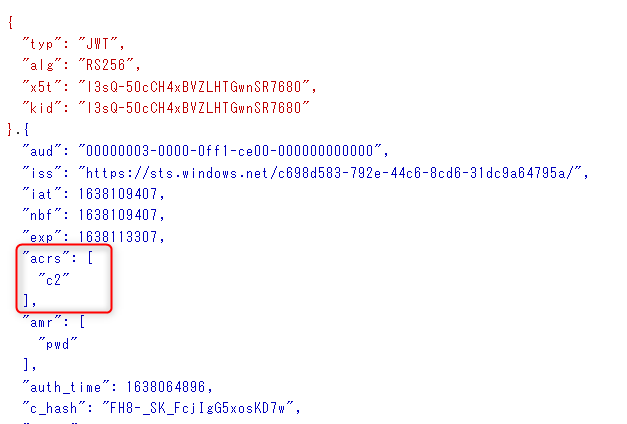 {
"typ": "JWT",
"alg": "RS256",
"x5t": "l3sQ-50cCH4xBVZLHTGwnSR7680",
"kid": "l3sQ-50cCH4xBVZLHTGwnSR7680"
}.{
"aud": "00000003-0000-0ff1-ce00-000000000000",
"iss": "https://sts.windows.net/c698d583-792e-44c6-8cd6-31dc9a64795a/",
"iat": 1638109407,
"nbf": 1638109407,
"exp": 1638113307,
"acrs": [
"c2"
],
"amr": [
"pwd"
],
"auth_time": 1638064896,
"c_hash": "FH8-_SK_FcjIgG5xosKD7w",